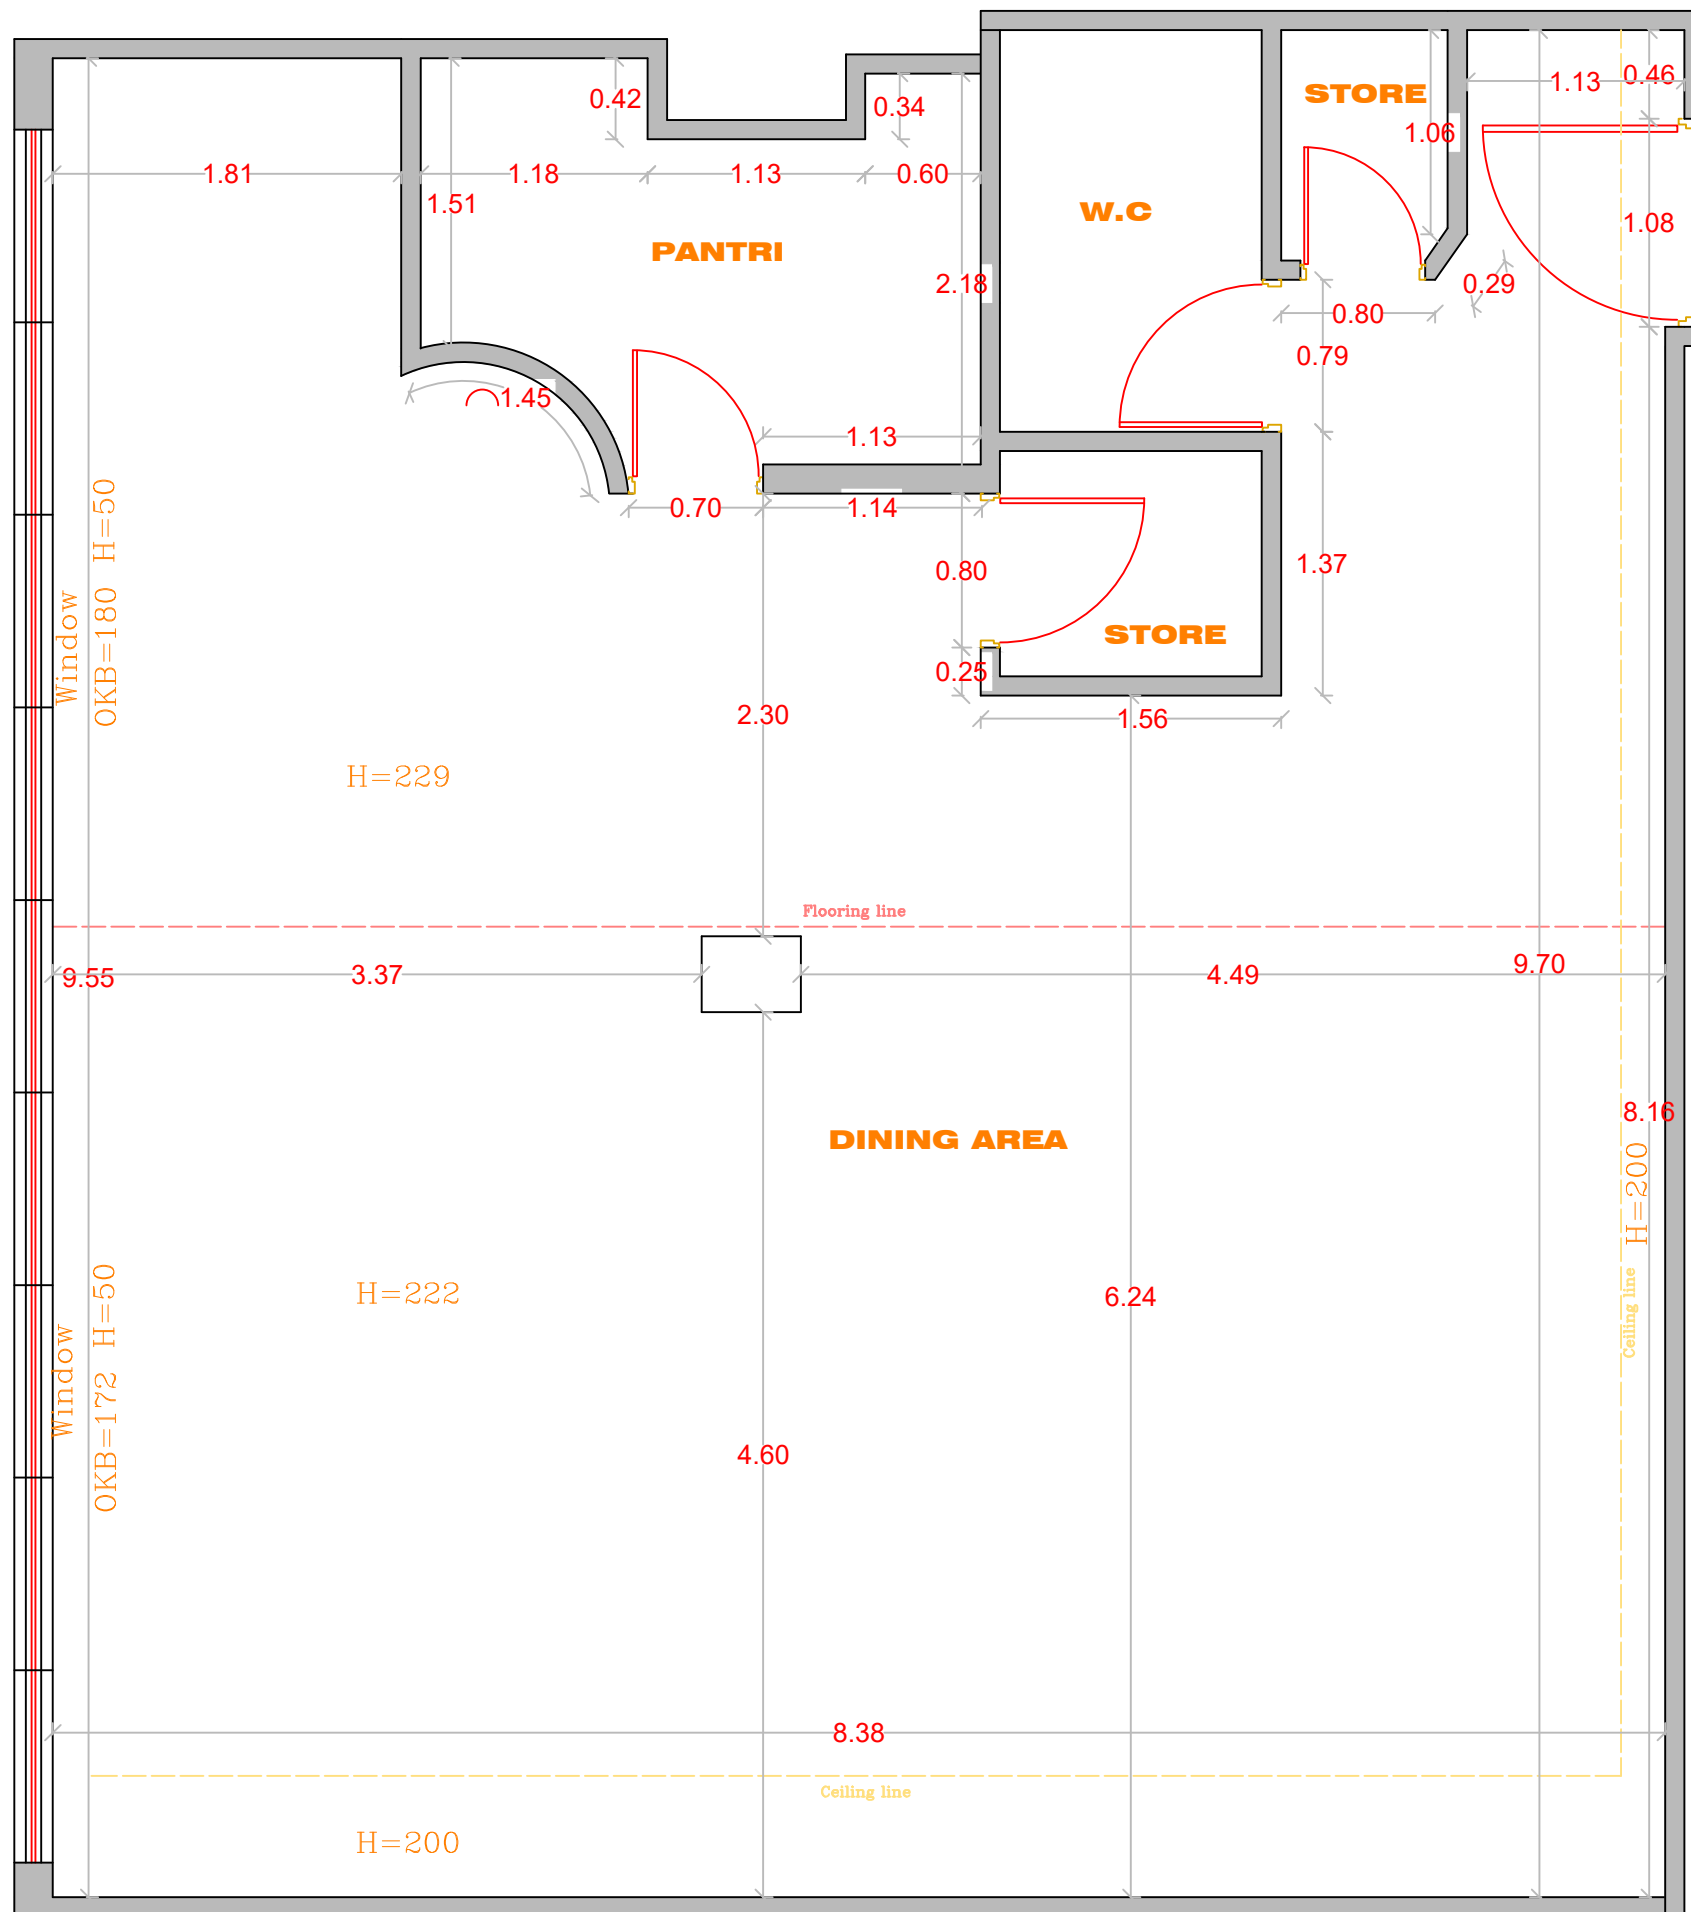 STORE
1.13
0.46
0.42
0.34
1.06
1.81
1.18
1.13
0.60
1.51
W.C
1.08
PANTRI
2.18
0.29
0.80
0.79
1.45
1.13
0.70
1.14
0.80
1.37
STORE
0.25
Window
0KB=180 H=50
2.30
1.56
H=229
Flooring line
9.55
3.37
4.49
9.70
8.16
DINING AREA
H=200
Ceiling line
H=222
6.24
Window
0KB=172 H=50
4.60
8.38
Ceiling line
H=200